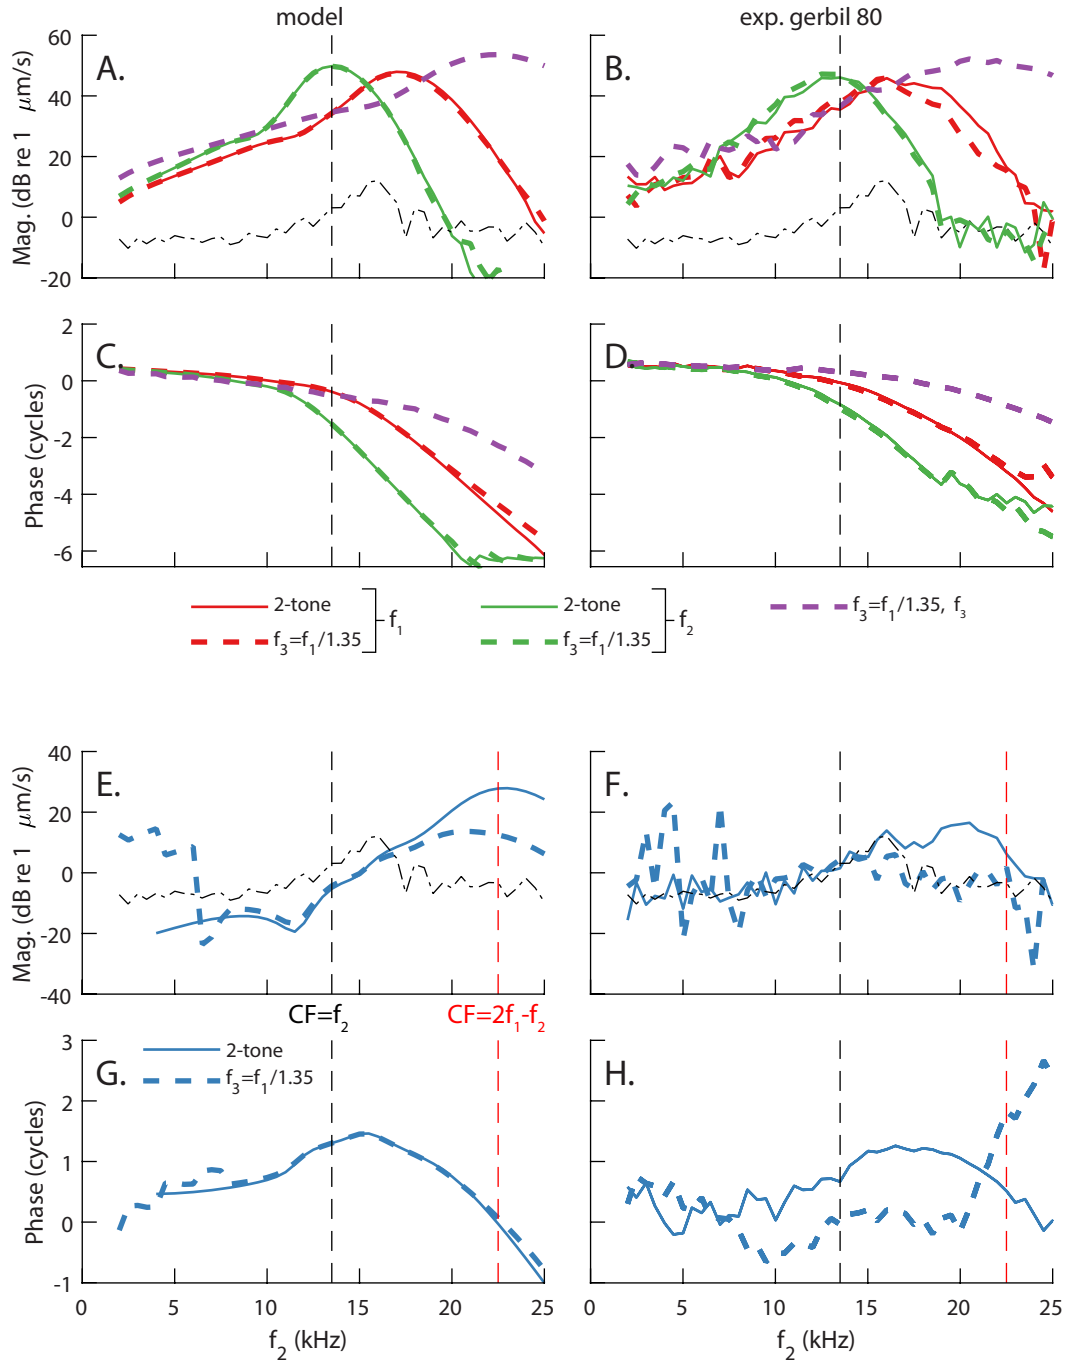 model
exp. gerbil 80
A.
B.
Mag. (dB re 1 μm/s)
60
40
20
0
-20
C.
D.
Phase (cycles)
2
0
-2
-4
-6
2-tone
f3=f1/1.35
f1
2-tone
f3=f1/1.35
f2
f3=f1/1.35, f3
E.
F.
Mag. (dB re 1 μm/s)
40
20
0
-20
-40
CF=f2
CF=2f1-f2
2-tone
f3=f1/1.35
G.
H.
Phase (cycles)
3
2
1
0
-1
0 5 10 15 20 25
0 5 10 15 20 25
f2 (kHz)
f2 (kHz)